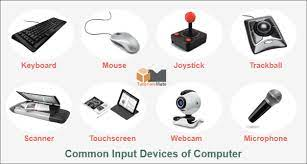 Keyboard Mouse Joystick Trackball
Scanner Touchscreen Webcam Microphone
Common Input Devices of Computer